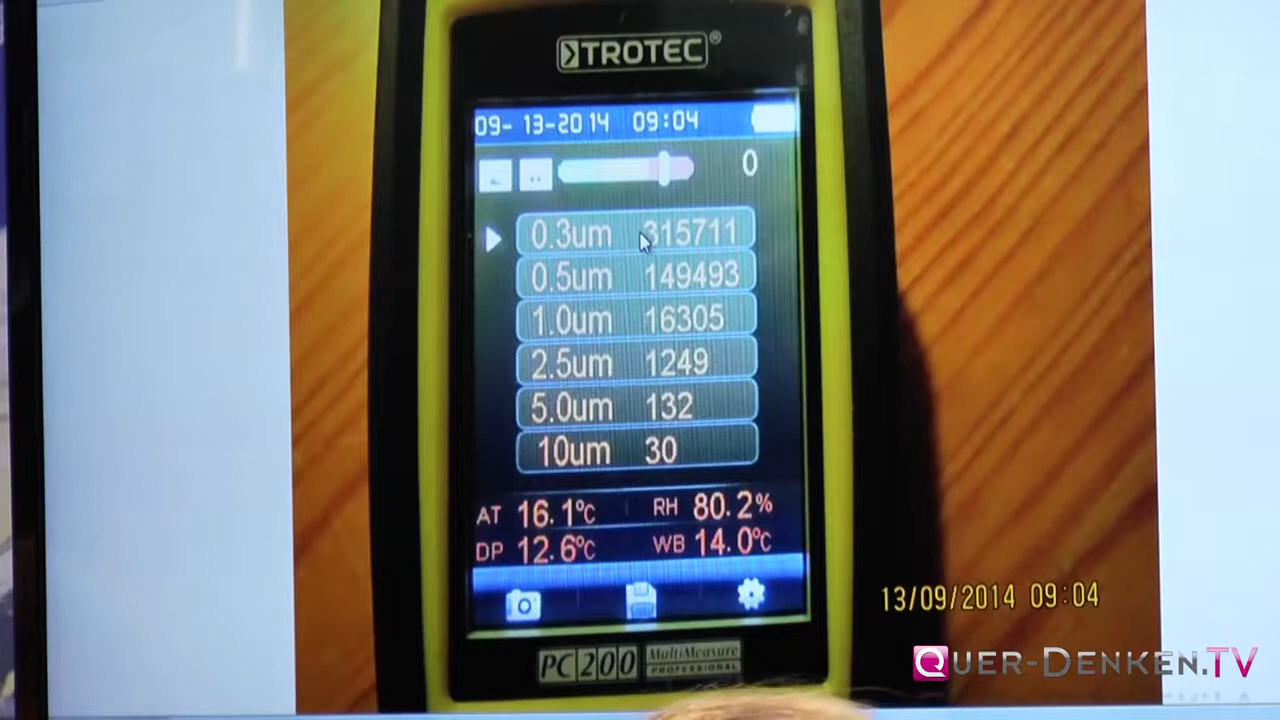 TROTEC®
09-13-2014 09:04
0
0.3um 315711
0.5um 149493
1.0um 16305
2.5um 1249
5.0um 132
10um 30
AT 16.1°C RH 80.2%
DP 12.6°C WB 14.0°C
13/09/2014 09:04
PC200 MultiMeasure
PROFESSIONAL
QUER-DENKEN.TV